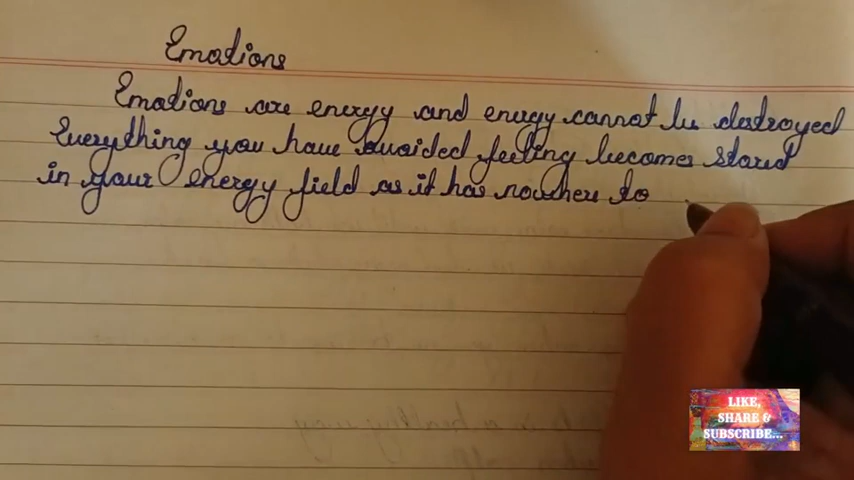 Emotions
Emotions are energy and energy cannot be destroyed
Everything you have avoided feeling becomes stored
in your energy field as it has nowhere to
LIKE,
SHARE &
SUBSCRIBE...